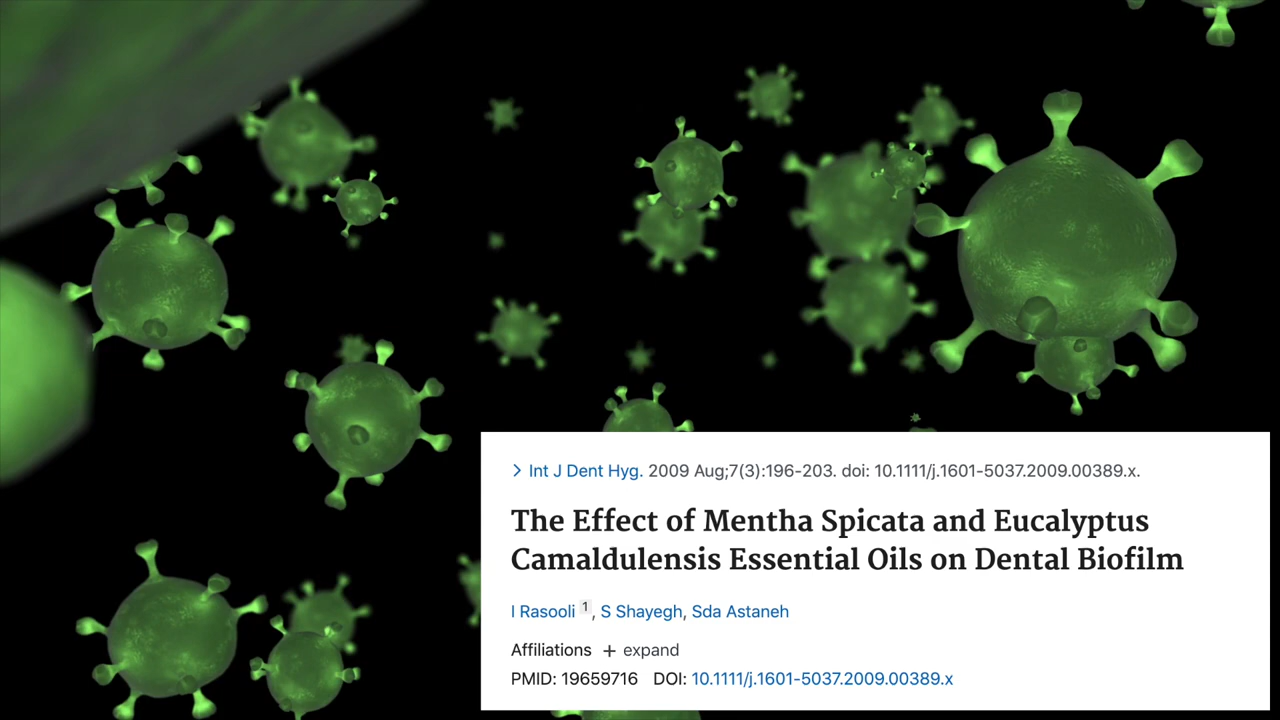 > Int J Dent Hyg. 2009 Aug;7(3):196-203. doi: 10.1111/j.1601-5037.2009.00389.x.
The Effect of Mentha Spicata and Eucalyptus
Camaldulensis Essential Oils on Dental Biofilm
I Rasooli 1, S Shayegh, Sda Astaneh
Affiliations + expand
PMID: 19659716 DOI: 10.1111/j.1601-5037.2009.00389.x